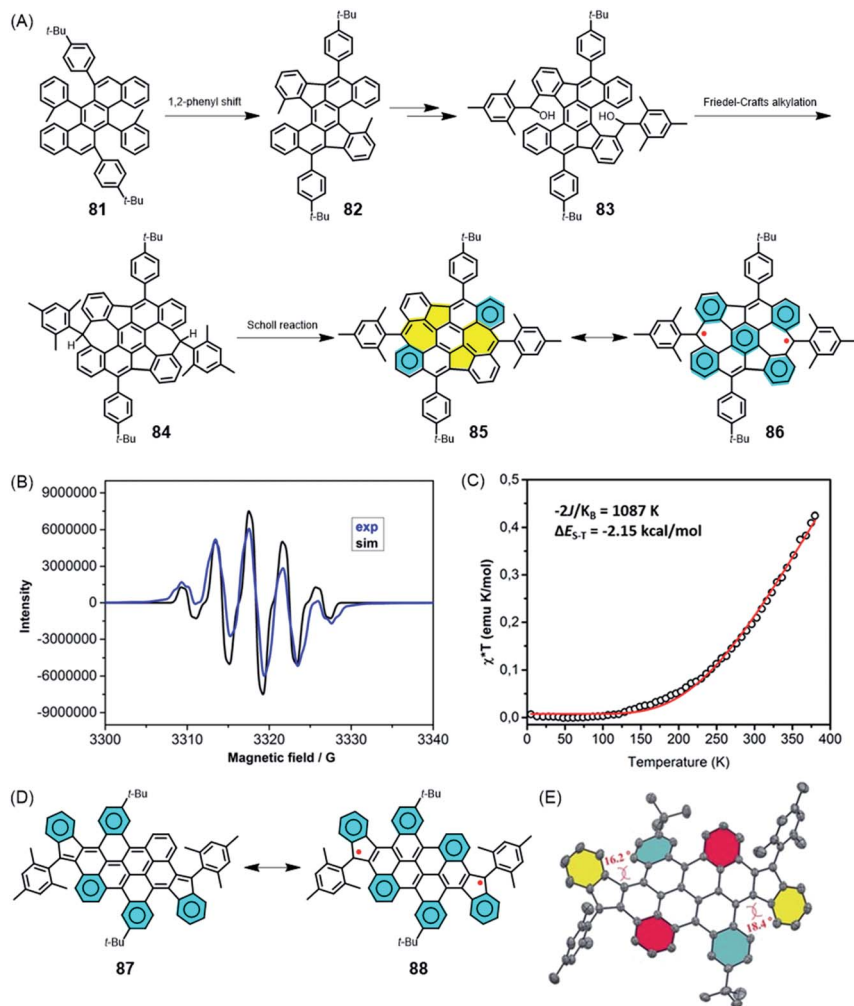 (A)
t-Bu
1,2-phenyl shift
t-Bu
81
t-Bu
t-Bu
82
t-Bu
OH
HO
t-Bu
83
Friedel-Crafts alkylation
t-Bu
H
H
t-Bu
84
Scholl reaction
t-Bu
t-Bu
85
t-Bu
t-Bu
86
(B)
Intensity
9000000
6000000
3000000
0
-3000000
-6000000
-9000000
exp
sim
3300
3310
3320
3330
3340
Magnetic field / G
(C)
χ*T (emu K/mol)
0,5
0,4
0,3
0,2
0,1
0,0
-2J/KB = 1087 K
ΔES-T = -2.15 kcal/mol
0
50
100
150
200
250
300
350
400
Temperature (K)
(D)
t-Bu
t-Bu
87
t-Bu
t-Bu
88
(E)
16.2 °
18.4 °